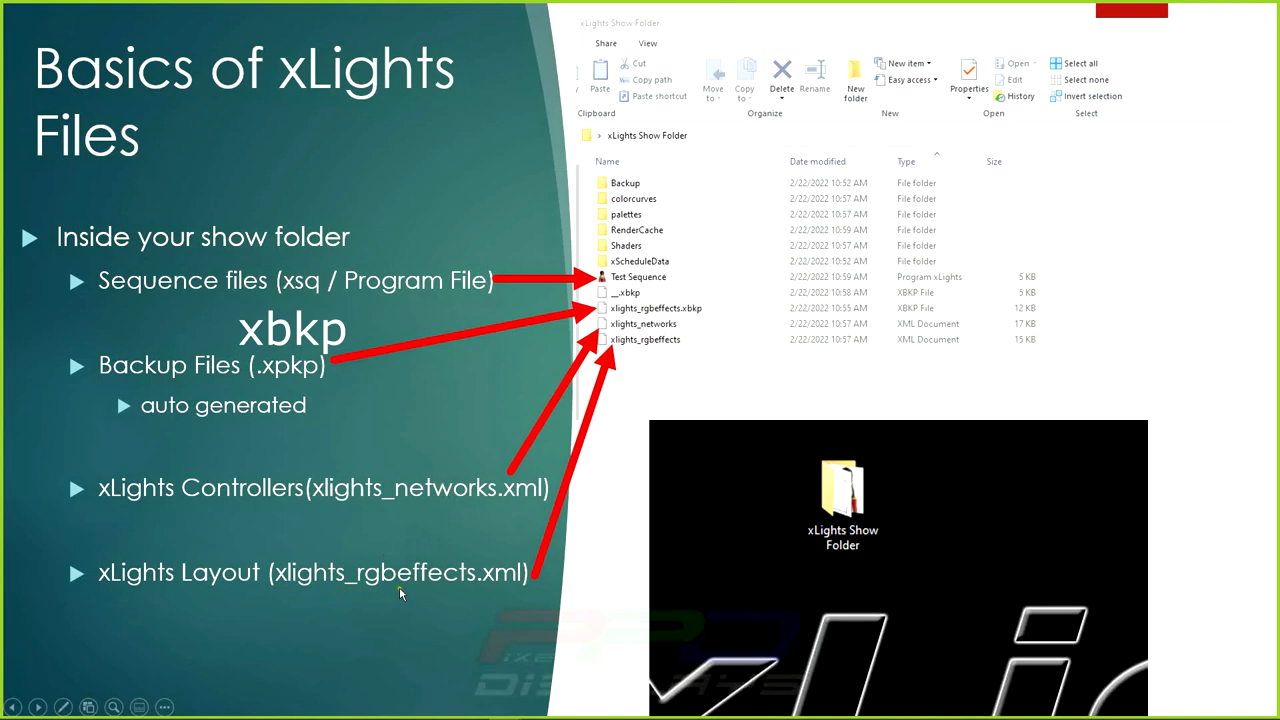 Basics of xLights
Files
Inside your show folder
Sequence files (xsq / Program File)
xbkp
Backup Files (.xpkp)
auto generated
xLights Controllers(xlights_networks.xml)
xLights Layout (xlights_rgbeffects.xml)
xLights Show Folder
Share View
Paste
Cut
Copy path
Paste shortcut
Move to
Copy to
Delete
Rename
New folder
New item
Easy access
Properties
Open
Edit
History
Select all
Select none
Invert selection
Clipboard Organize New Open Select
› xLights Show Folder
Name Date modified Type Size
Backup 2/22/2022 10:52 AM File folder
colorcurves 2/22/2022 10:57 AM File folder
palettes 2/22/2022 10:57 AM File folder
RenderCache 2/22/2022 10:59 AM File folder
Shaders 2/22/2022 10:57 AM File folder
xScheduleData 2/22/2022 10:52 AM File folder
Test Sequence 2/22/2022 10:59 AM Program xLights 5 KB
__.xbkp 2/22/2022 10:58 AM XBKP File 5 KB
xlights_rgbeffects.xbkp 2/22/2022 10:55 AM XBKP File 12 KB
xlights_networks 2/22/2022 10:57 AM XML Document 17 KB
xlights_rgbeffects 2/22/2022 10:57 AM XML Document 15 KB
xLights Show
Folder
xLi